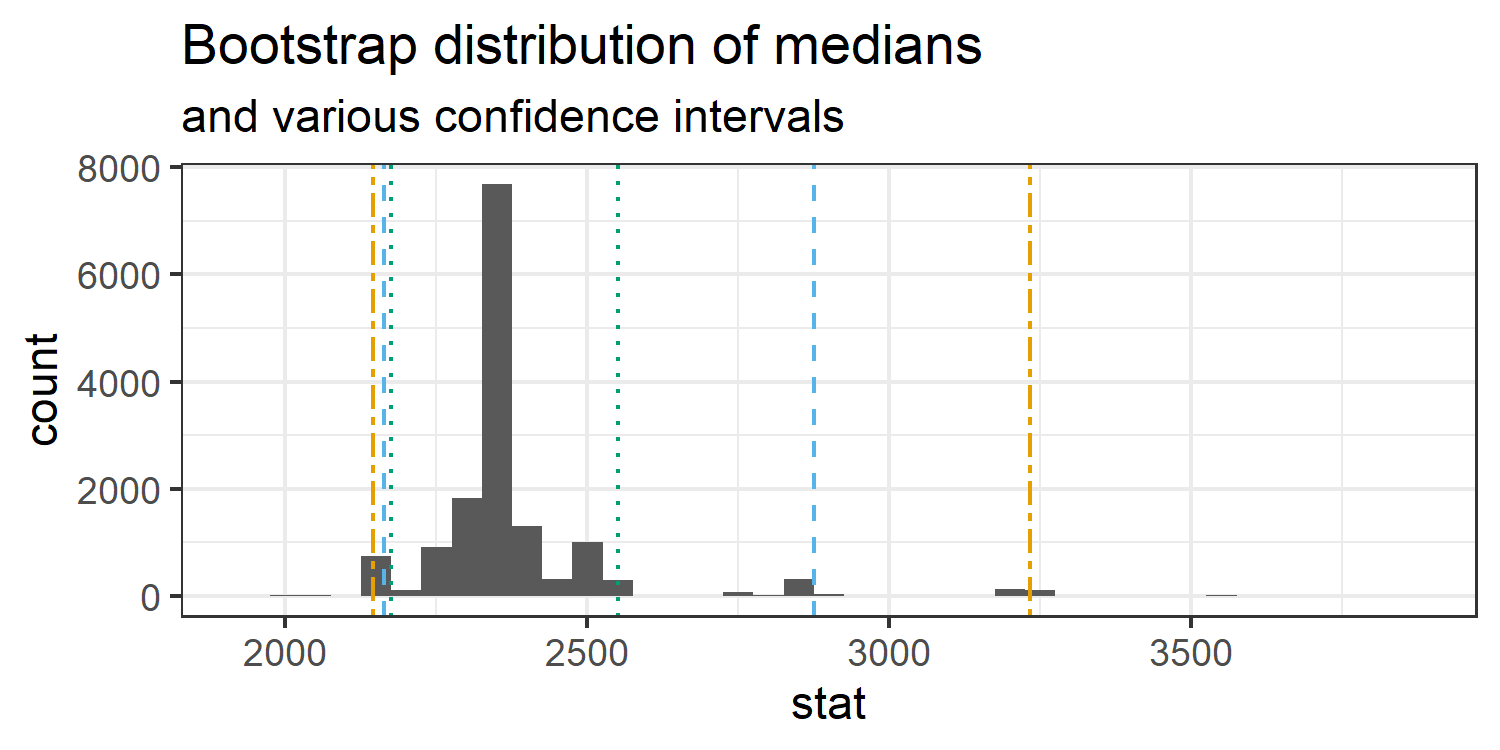 Bootstrap distribution of medians
and various confidence intervals
8000
6000
4000
2000
0
count
2000 2500 3000 3500
stat